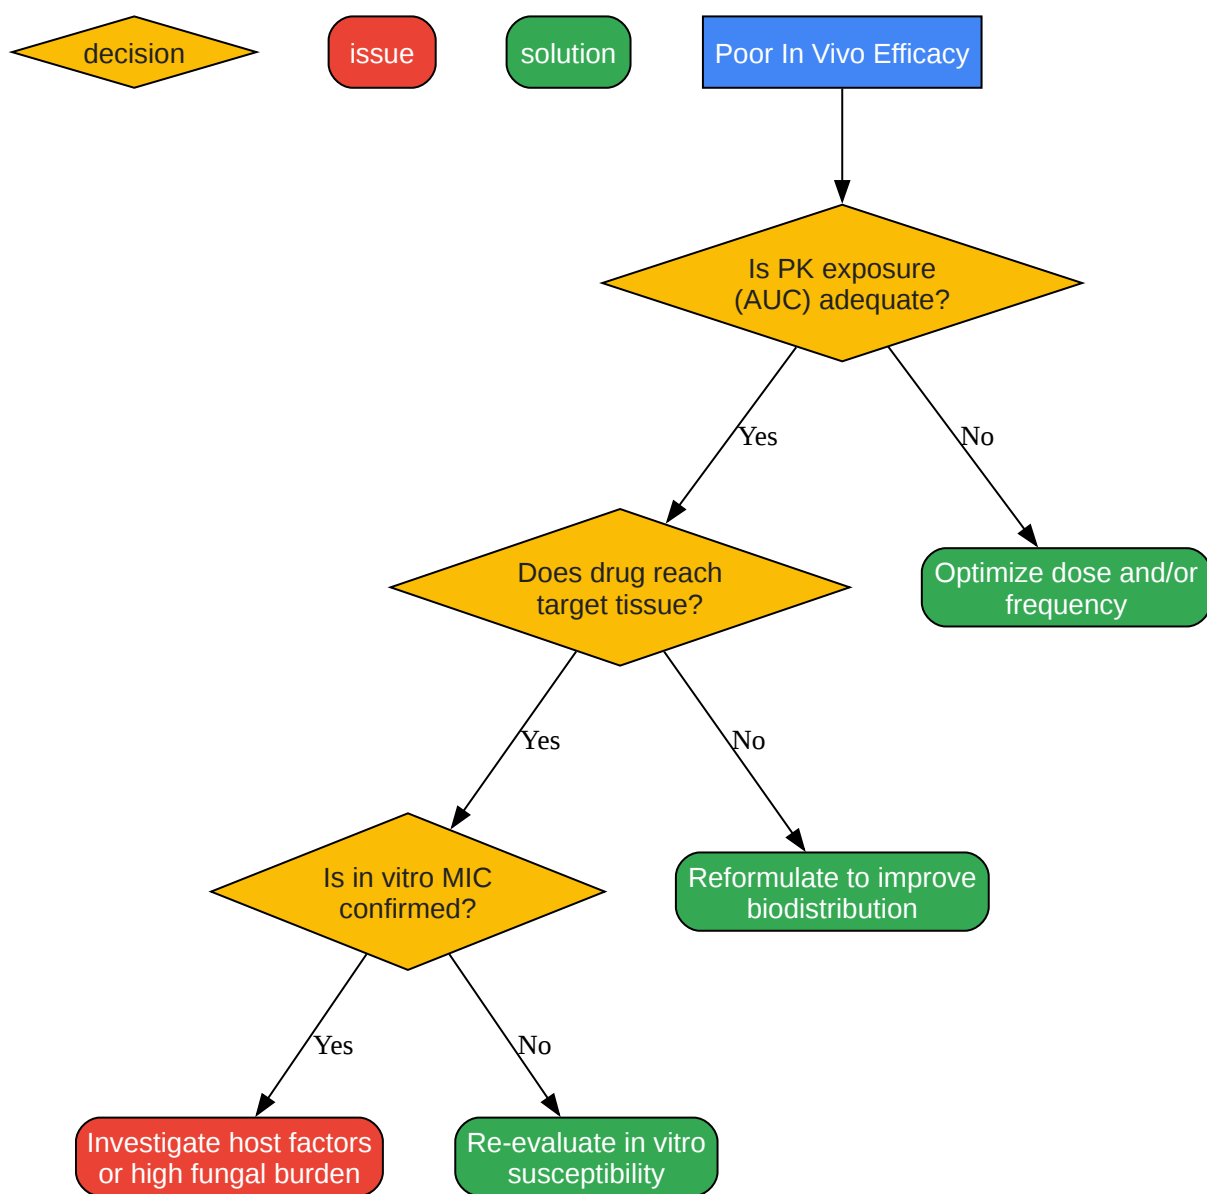 decision
issue
solution
Poor In Vivo Efficacy
Is PK exposure
(AUC) adequate?
Yes
No
Does drug reach
target tissue?
Optimize dose and/or
frequency
Yes
No
Is in vitro MIC
confirmed?
Reformulate to improve
biodistribution
Yes
No
Investigate host factors
or high fungal burden
Re-evaluate in vitro
susceptibility